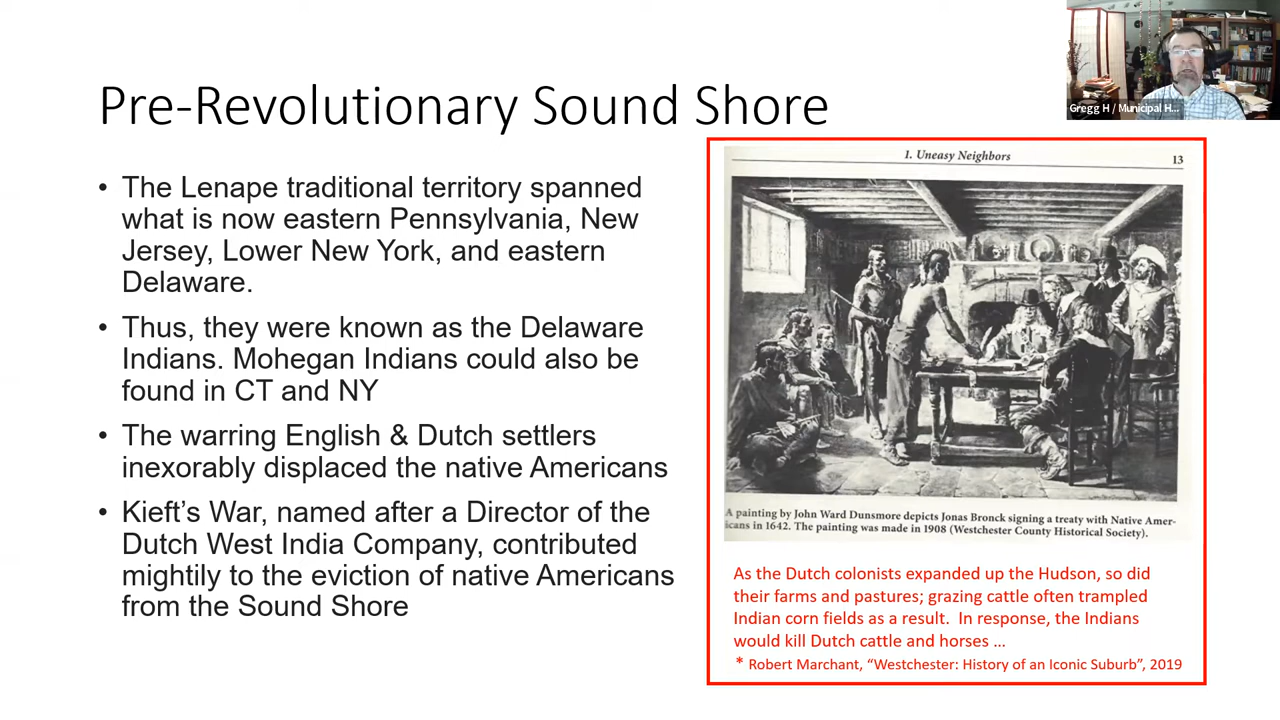 Pre-Revolutionary Sound Shore
• The Lenape traditional territory spanned
what is now eastern Pennsylvania, New
Jersey, Lower New York, and eastern
Delaware.
• Thus, they were known as the Delaware
Indians. Mohegan Indians could also be
found in CT and NY
• The warring English & Dutch settlers
inexorably displaced the native Americans
• Kieft’s War, named after a Director of the
Dutch West India Company, contributed
mightily to the eviction of native Americans
from the Sound Shore
1. Uneasy Neighbors 13
A painting by John Ward Dunsmore depicts Jonas Bronck signing a treaty with Native Amer-
icans in 1642. The painting was made in 1908 (Westchester County Historical Society).
As the Dutch colonists expanded up the Hudson, so did
their farms and pastures; grazing cattle often trampled
Indian corn fields as a result.  In response, the Indians
would kill Dutch cattle and horses …
* Robert Marchant, “Westchester: History of an Iconic Suburb”, 2019
Gregg H / Municipal H...